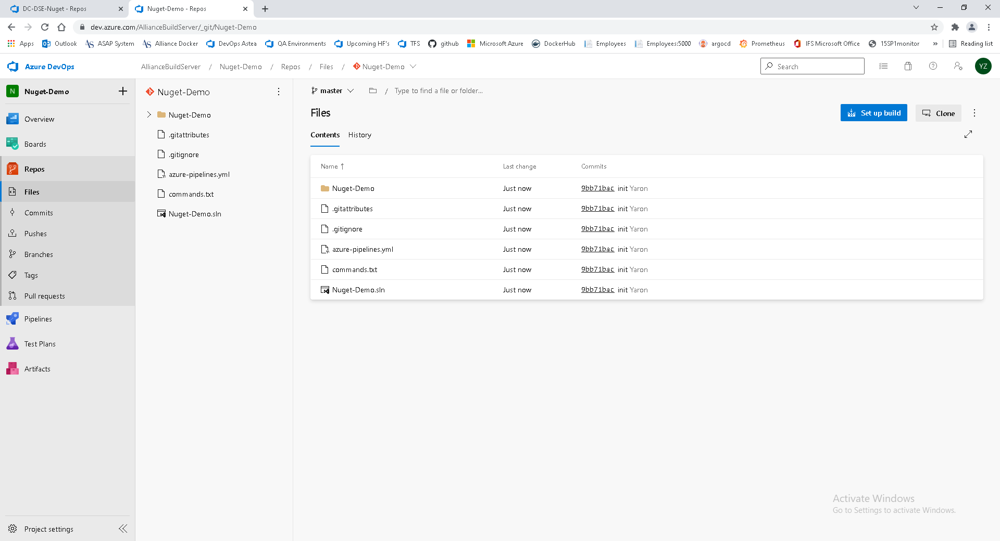 DC-DSE-Nuget - Repos
Nuget-Demo - Repos
dev.azure.com/AllianceBuildServer/_git/Nuget-Demo
Apps Outlook ASAP System Alliance Docker DevOps Astea QA Environments Upcoming HF's TFS github Microsoft Azure DockerHub Employees Employees:5000 argocd Prometheus IFS Microsoft Office 15SP1monitor » Reading list
Azure DevOps
AllianceBuildServer / Nuget-Demo / Repos / Files / Nuget-Demo
Search
YZ
N Nuget-Demo
Overview
Boards
Repos
Files
Commits
Pushes
Branches
Tags
Pull requests
Pipelines
Test Plans
Artifacts
Project settings
Nuget-Demo
Nuget-Demo
.gitattributes
.gitignore
azure-pipelines.yml
commands.txt
Nuget-Demo.sln
master / Type to find a file or folder...
Files
Set up build Clone
Contents History
Name ↑ Last change Commits
Nuget-Demo Just now 9bb71bac init Yaron
.gitattributes Just now 9bb71bac init Yaron
.gitignore Just now 9bb71bac init Yaron
azure-pipelines.yml Just now 9bb71bac init Yaron
commands.txt Just now 9bb71bac init Yaron
Nuget-Demo.sln Just now 9bb71bac init Yaron
Activate Windows
Go to Settings to activate Windows.